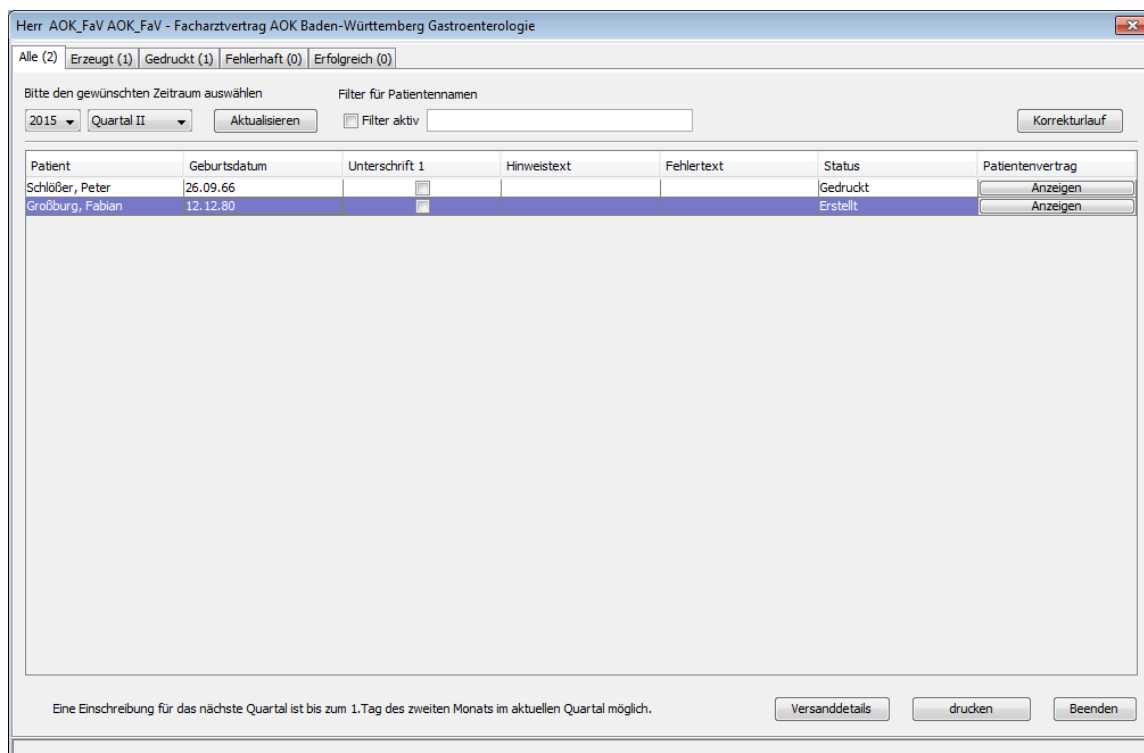 Herr AOK_FaV AOK_FaV - Facharztvertrag AOK Baden-Württemberg Gastroenterologie
Alle (2) Erzeugt (1) Gedruckt (1) Fehlerhaft (0) Erfolgreich (0)
Bitte den gewünschten Zeitraum auswählen Filter für Patientennamen
2015 Quartal II Aktualisieren Filter aktiv Korrekturlauf
Patient Geburtsdatum Unterschrift 1 Hinweistext Fehlertext Status Patientenvertrag
Schlößer, Peter 26.09.66 Gedruckt Anzeigen
Großburg, Fabian 12.12.80 Erstellt Anzeigen
Eine Einschreibung für das nächste Quartal ist bis zum 1.Tag des zweiten Monats im aktuellen Quartal möglich. Versanddetails drucken Beenden